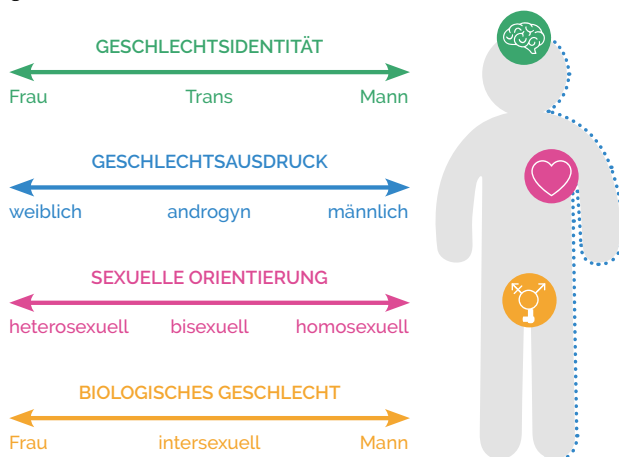 GESCHLECHTSIDENTITÄT
Frau Trans Mann
GESCHLECHTSAUSDRUCK
weiblich androgyn männlich
SEXUELLE ORIENTIERUNG
heterosexuell bisexuell homosexuell
BIOLOGISCHES GESCHLECHT
Frau intersexuell Mann